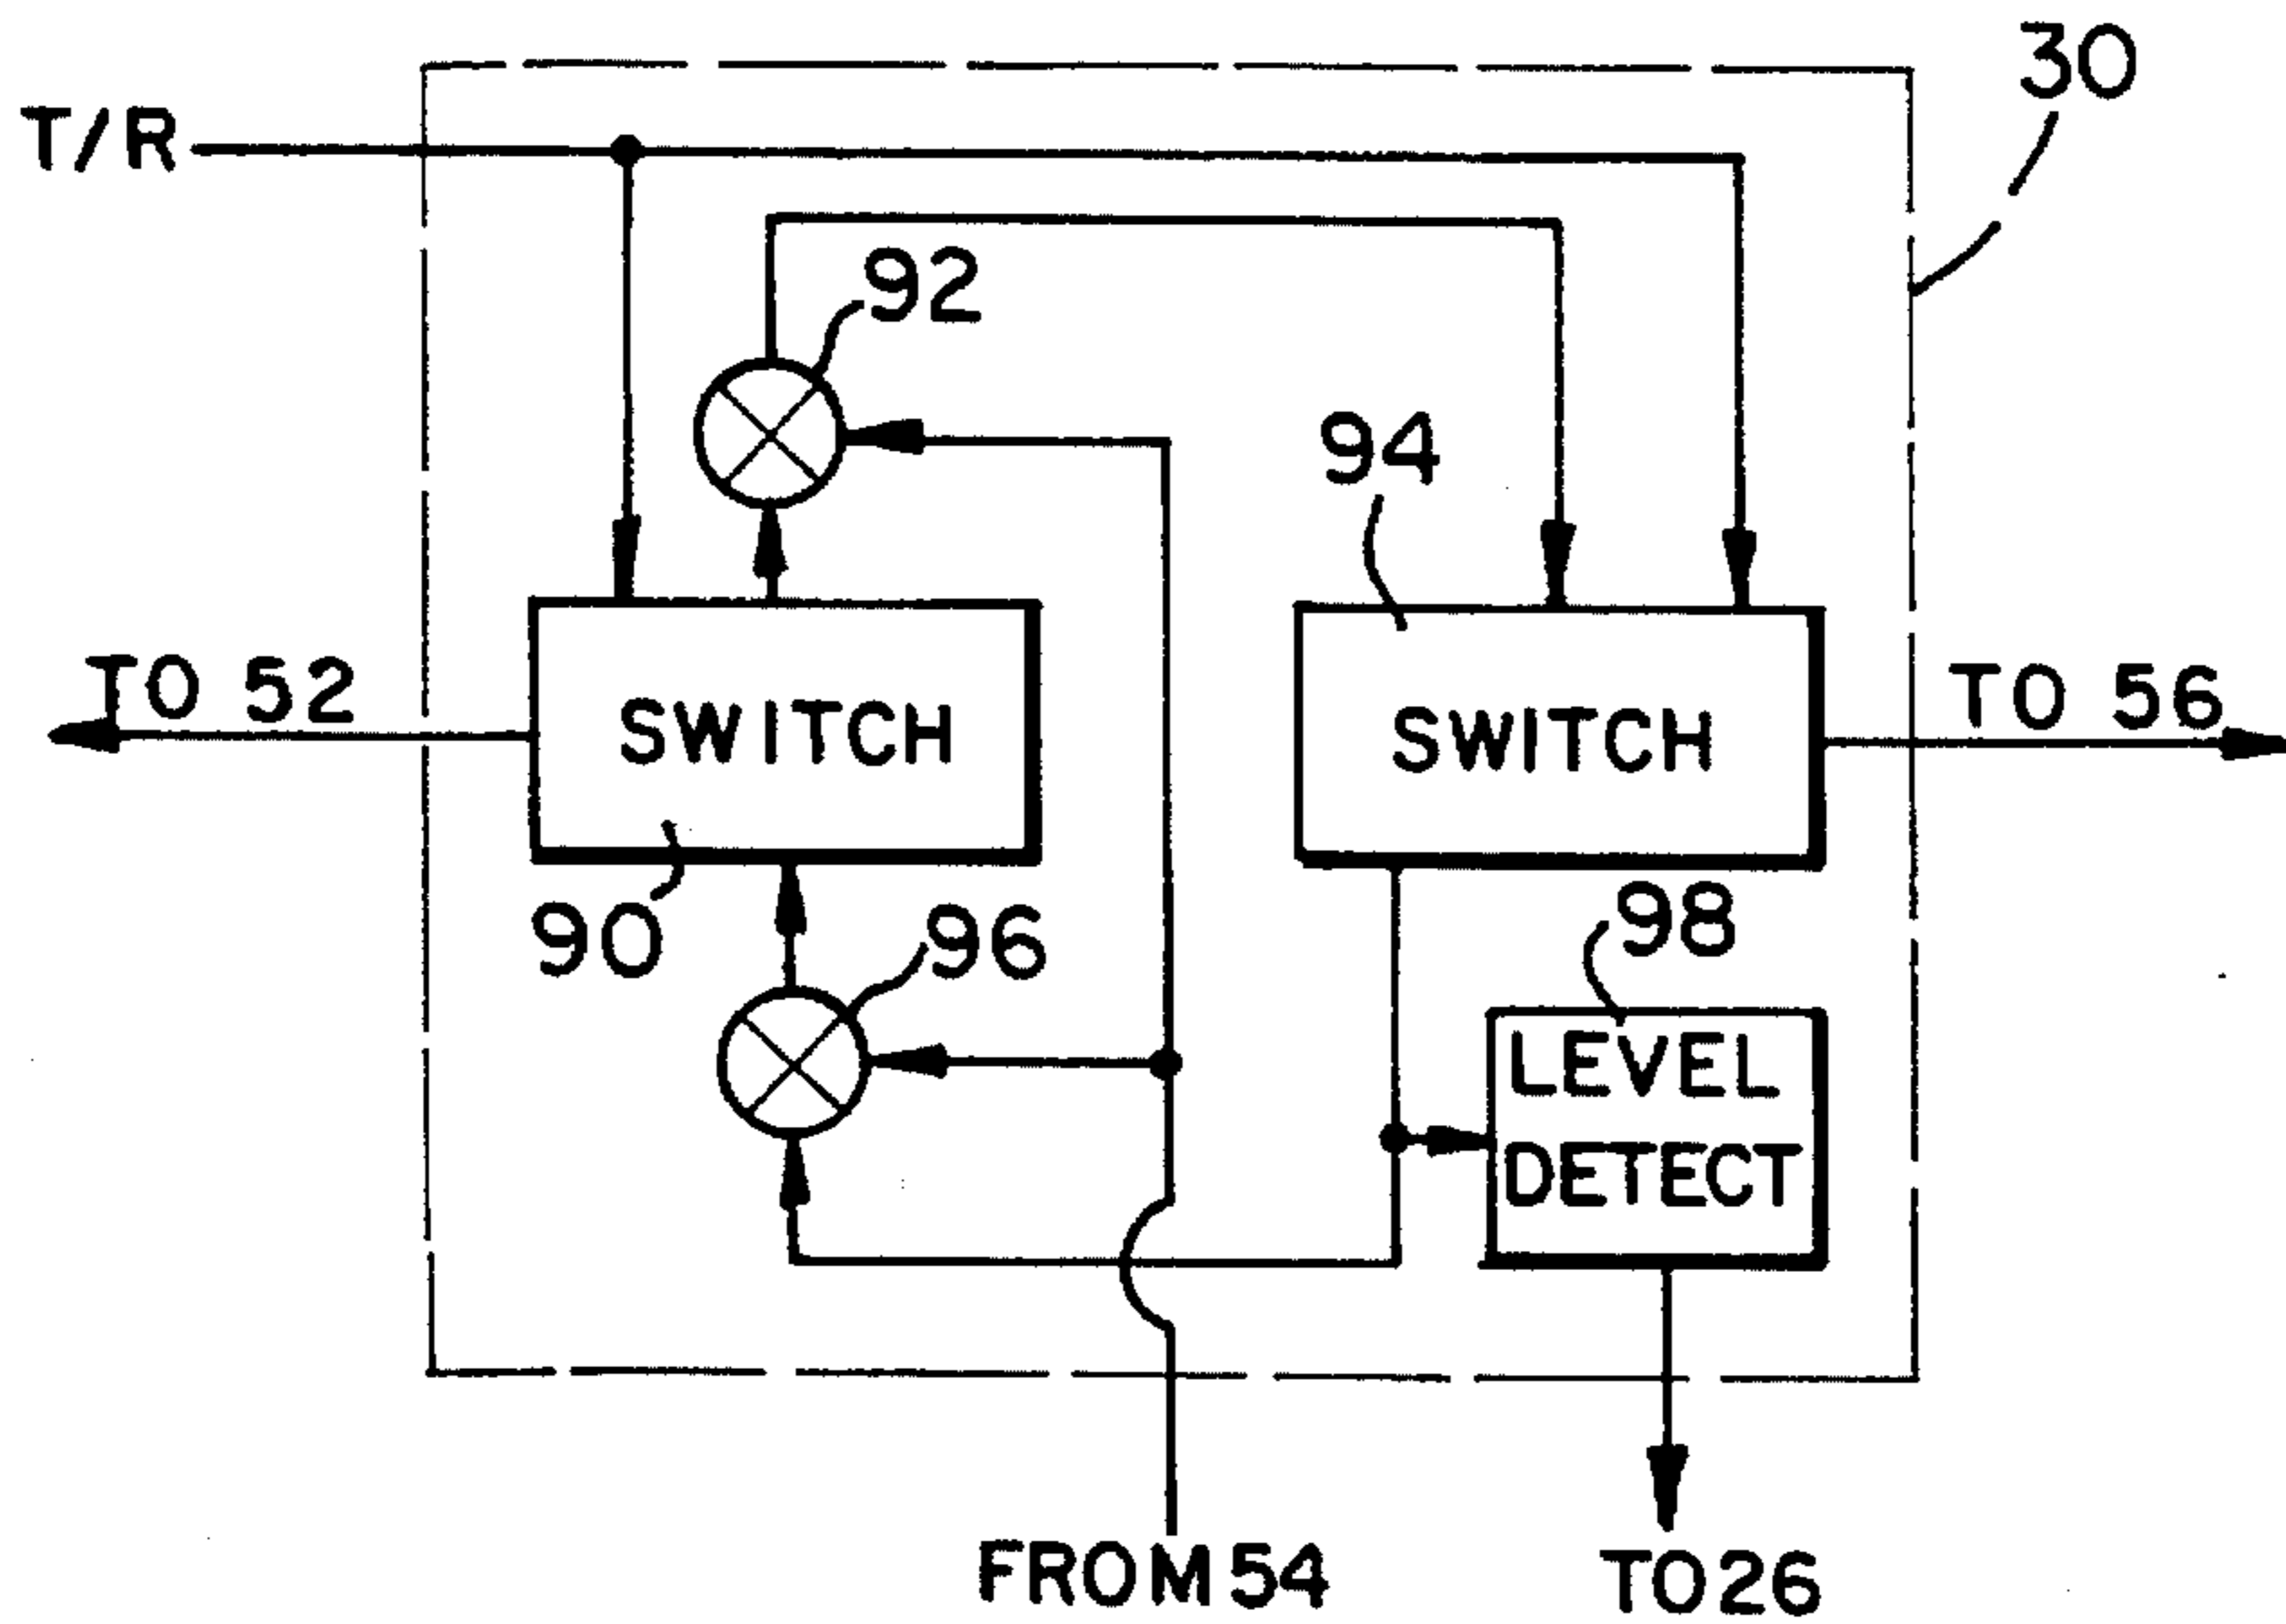 30
T/R
92
94
TO 52
SWITCH
SWITCH
TO 56
90
96
98
LEVEL
DETECT
FROM 54
TO 26